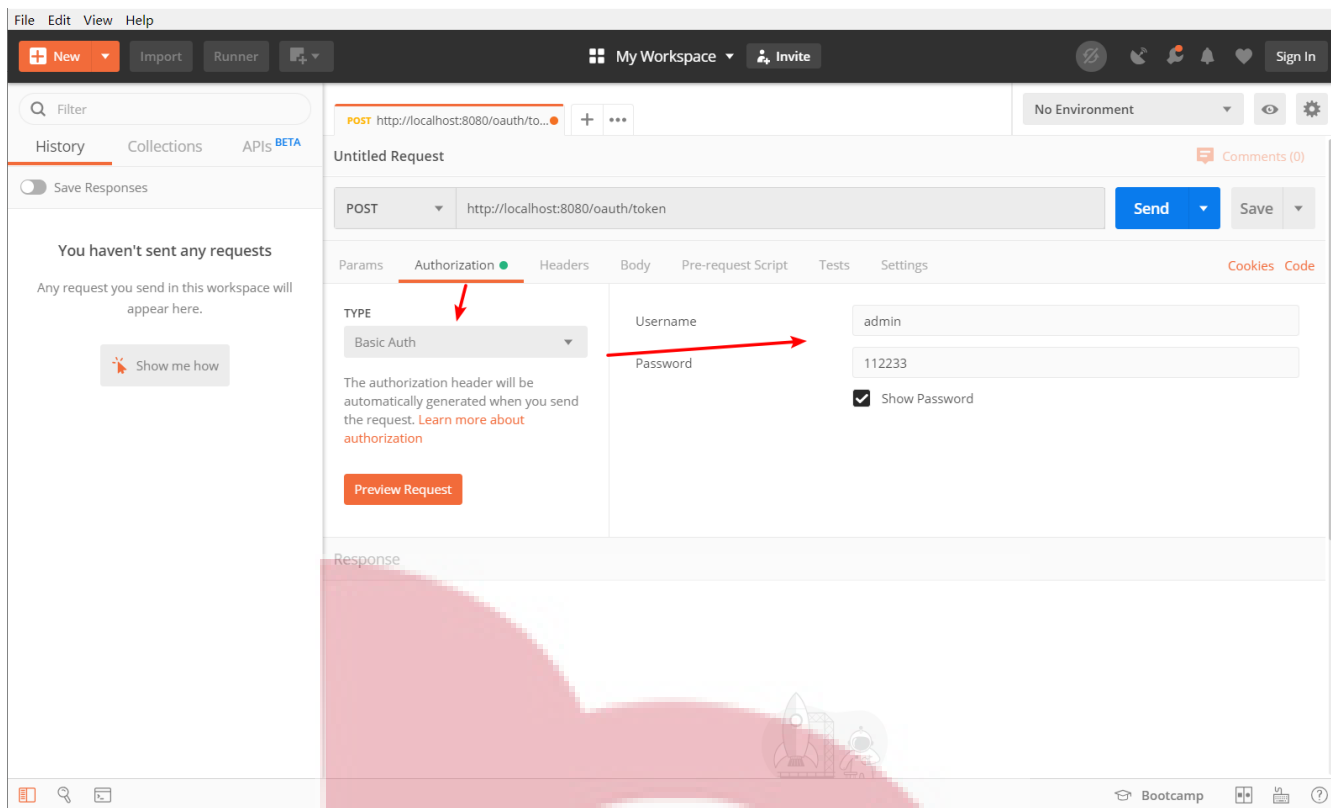 File Edit View Help
New Import Runner My Workspace Invite Sign In
Filter
History Collections APIs BETA
Save Responses
You haven't sent any requests
Any request you send in this workspace will
appear here.
Show me how
POST http://localhost:8080/oauth/to...
No Environment
Untitled Request
Comments (0)
POST http://localhost:8080/oauth/token Send Save
Params Authorization Headers Body Pre-request Script Tests Settings Cookies Code
TYPE
Basic Auth
The authorization header will be
automatically generated when you send
the request. Learn more about
authorization
Preview Request
Username admin
Password 112233
Show Password
Response
Bootcamp